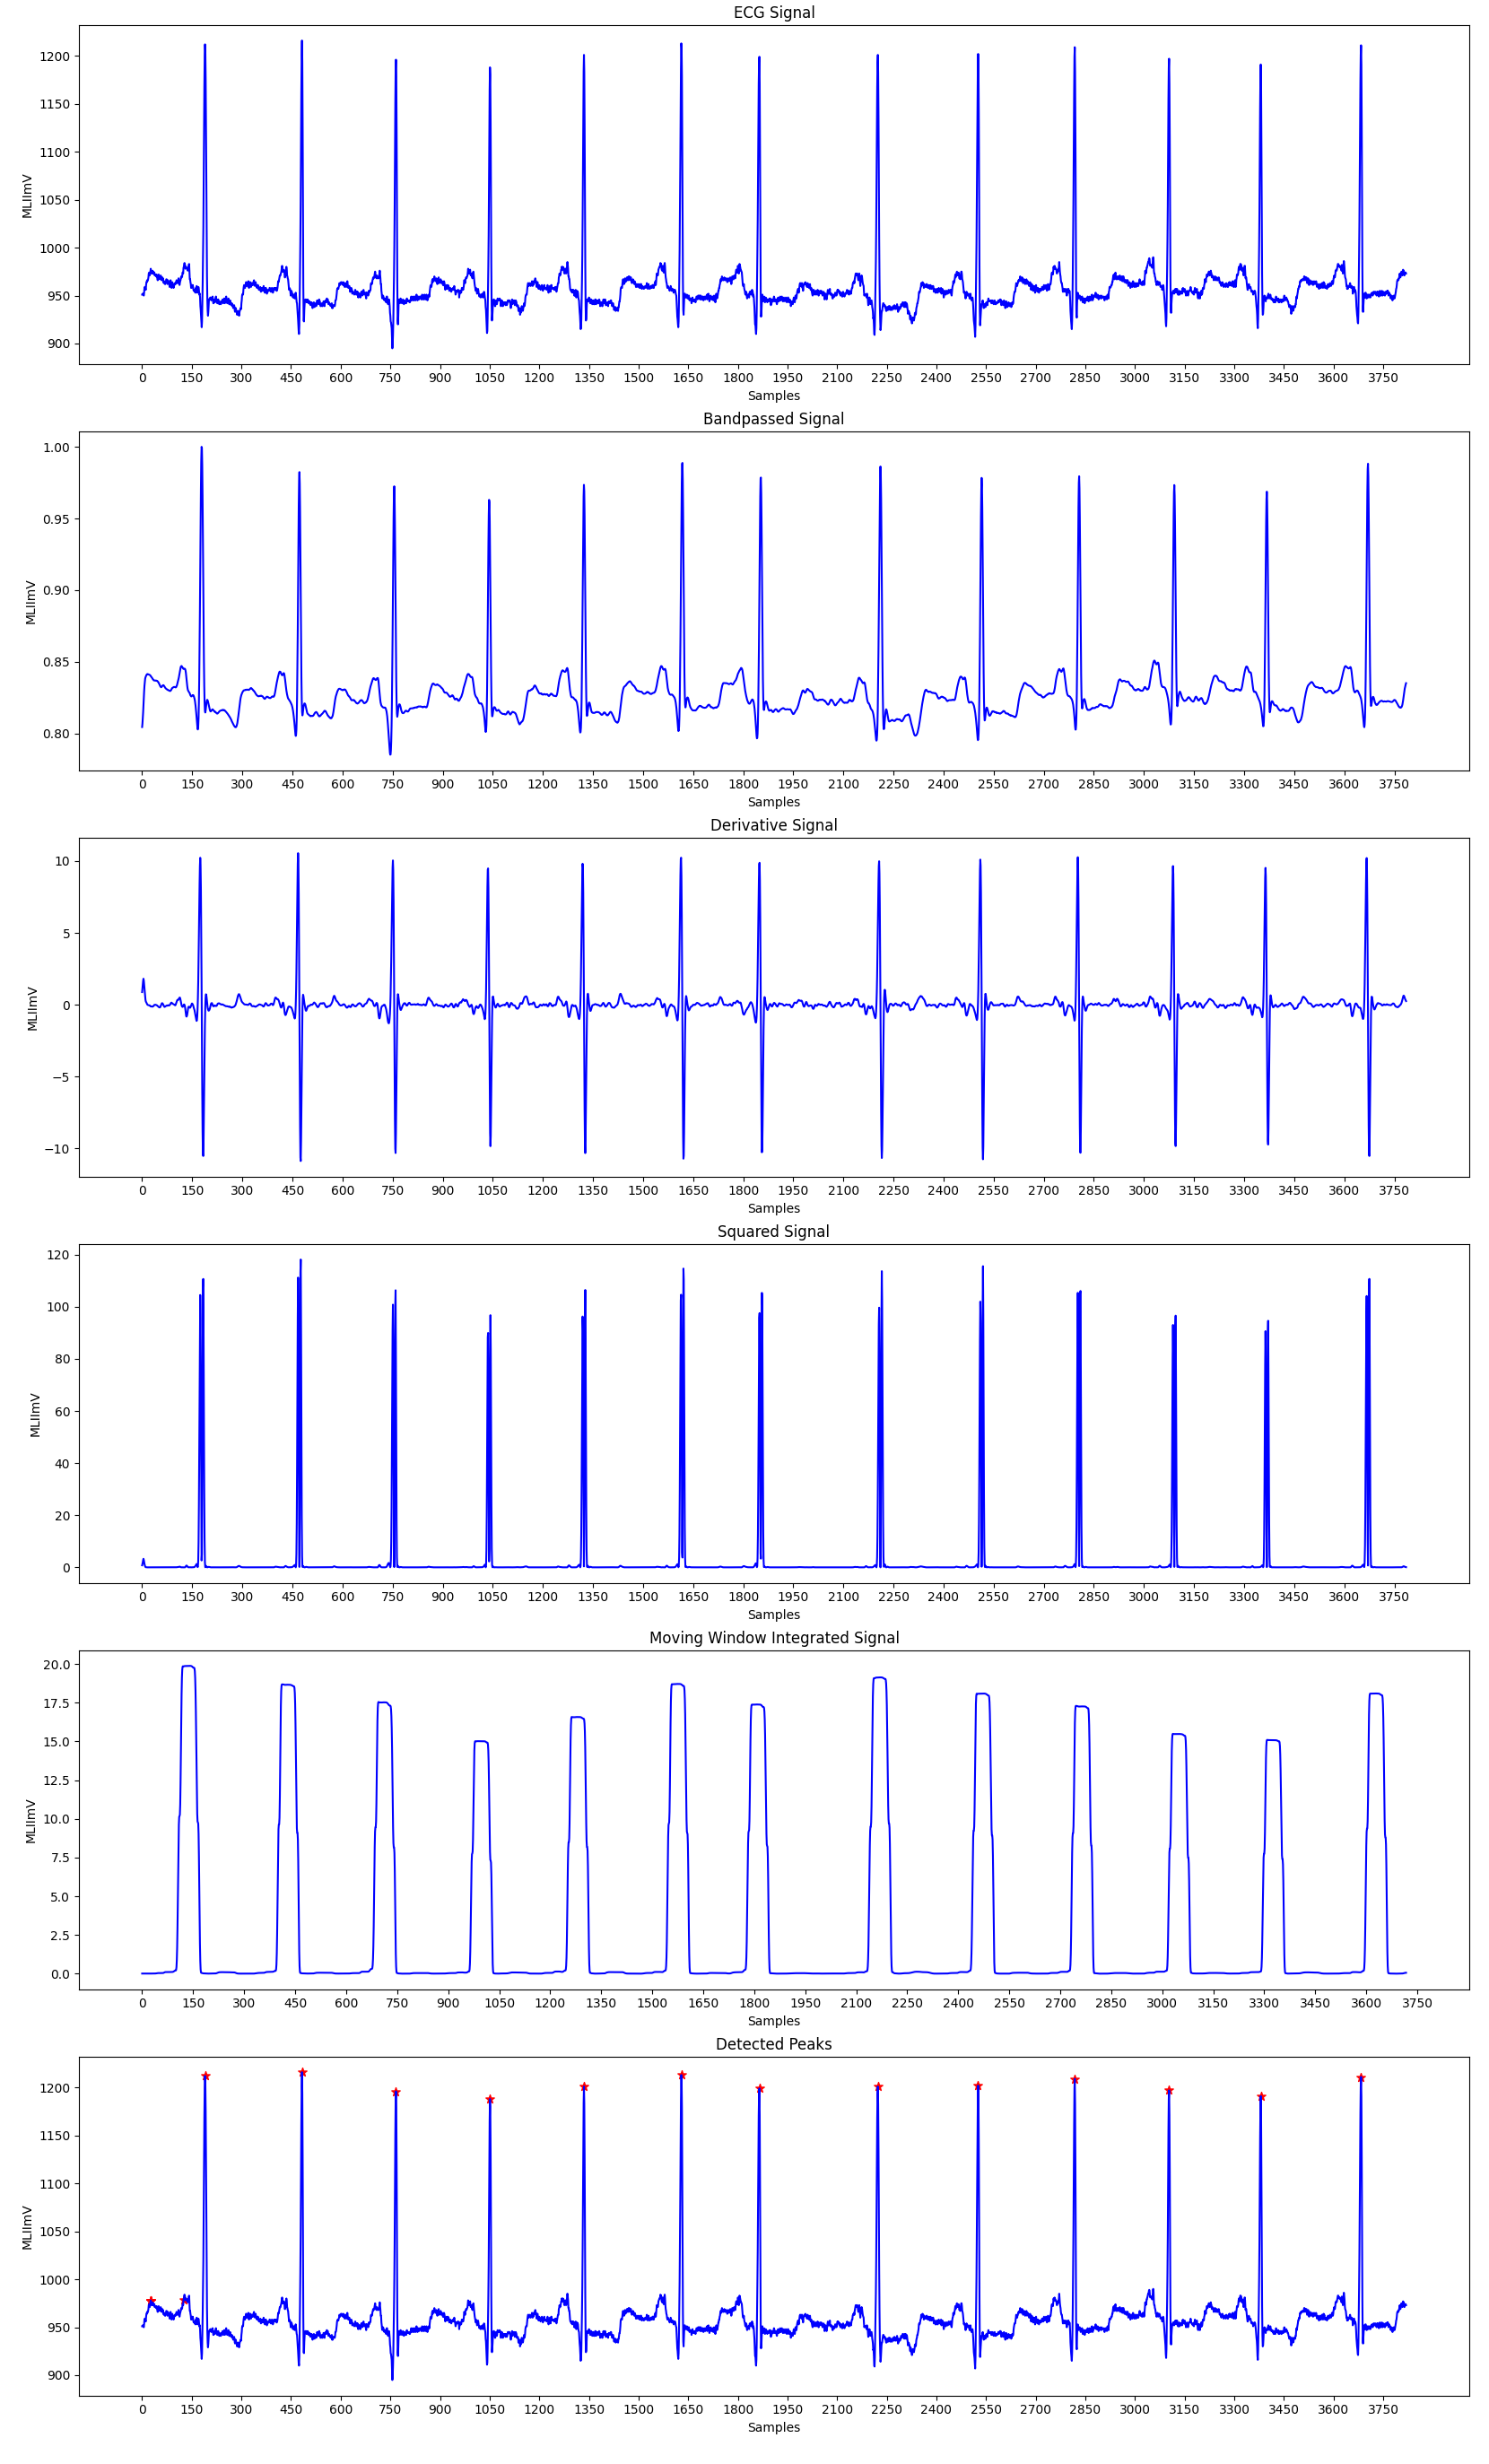 ECG Signal
1200
1150
1100
1050
1000
950
900
MLIImV
0 150 300 450 600 750 900 1050 1200 1350 1500 1650 1800 1950 2100 2250 2400 2550 2700 2850 3000 3150 3300 3450 3600 3750
Samples
Bandpassed Signal
1.00
0.95
0.90
0.85
0.80
MLIImV
0 150 300 450 600 750 900 1050 1200 1350 1500 1650 1800 1950 2100 2250 2400 2550 2700 2850 3000 3150 3300 3450 3600 3750
Samples
Derivative Signal
10
5
0
−5
−10
MLIImV
0 150 300 450 600 750 900 1050 1200 1350 1500 1650 1800 1950 2100 2250 2400 2550 2700 2850 3000 3150 3300 3450 3600 3750
Samples
Squared Signal
120
100
80
60
40
20
0
MLIImV
0 150 300 450 600 750 900 1050 1200 1350 1500 1650 1800 1950 2100 2250 2400 2550 2700 2850 3000 3150 3300 3450 3600 3750
Samples
Moving Window Integrated Signal
20.0
17.5
15.0
12.5
10.0
7.5
5.0
2.5
0.0
MLIImV
0 150 300 450 600 750 900 1050 1200 1350 1500 1650 1800 1950 2100 2250 2400 2550 2700 2850 3000 3150 3300 3450 3600 3750
Samples
Detected Peaks
1200
1150
1100
1050
1000
950
900
MLIImV
0 150 300 450 600 750 900 1050 1200 1350 1500 1650 1800 1950 2100 2250 2400 2550 2700 2850 3000 3150 3300 3450 3600 3750
Samples